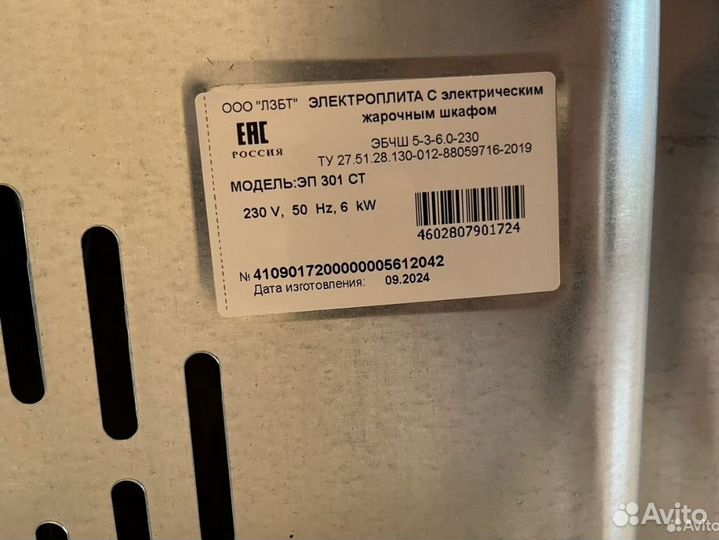 ООО "ЛЗБТ" ЭЛЕКТРОПЛИТА С электрическим
жарочным шкафом
ЕАС
РОССИЯ
ЭБЧШ 5-3-6.0-230
ТУ 27.51.28.130-012-88059716-2019
МОДЕЛЬ:ЭП 301 СТ
230 V, 50 Hz, 6 kW
4602807901724
№ 4109017200000005612042
Дата изготовления: 09.2024
Avito
Avito